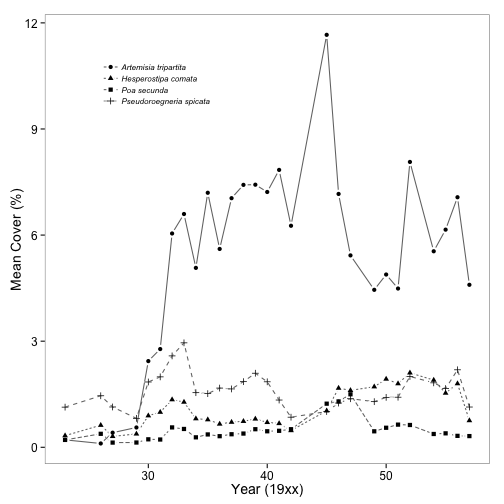 12
9
6
3
0
Mean Cover (%)
Artemisia tripartita
Hesperostipa comata
Poa secunda
Pseudoroegneria spicata
30
40
50
Year (19xx)